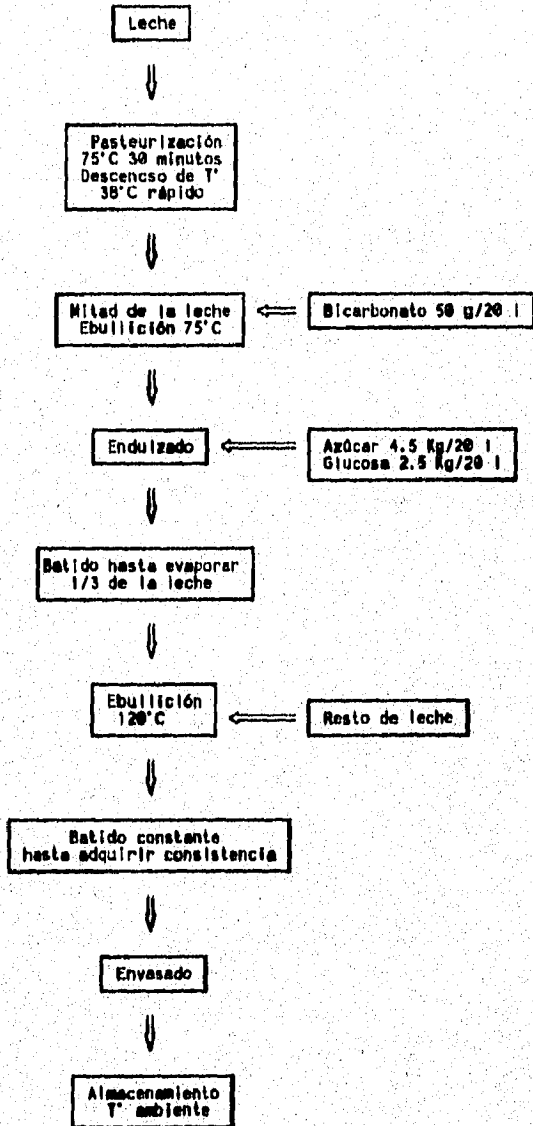 Leche
Pasteurización
75°C 30 minutos
Descenso de T°
38°C rápido
Mitad de la leche
Ebullición 75°C
Bicarbonato 50 g/20 l
Endulzado
Azúcar 4.5 Kg/20 l
Glucosa 2.5 Kg/20 l
Batido hasta evaporar
1/3 de la leche
Ebullición
120°C
Resto de leche
Batido constante
hasta adquirir consistencia
Envasado
Almacenamiento
T° ambiente